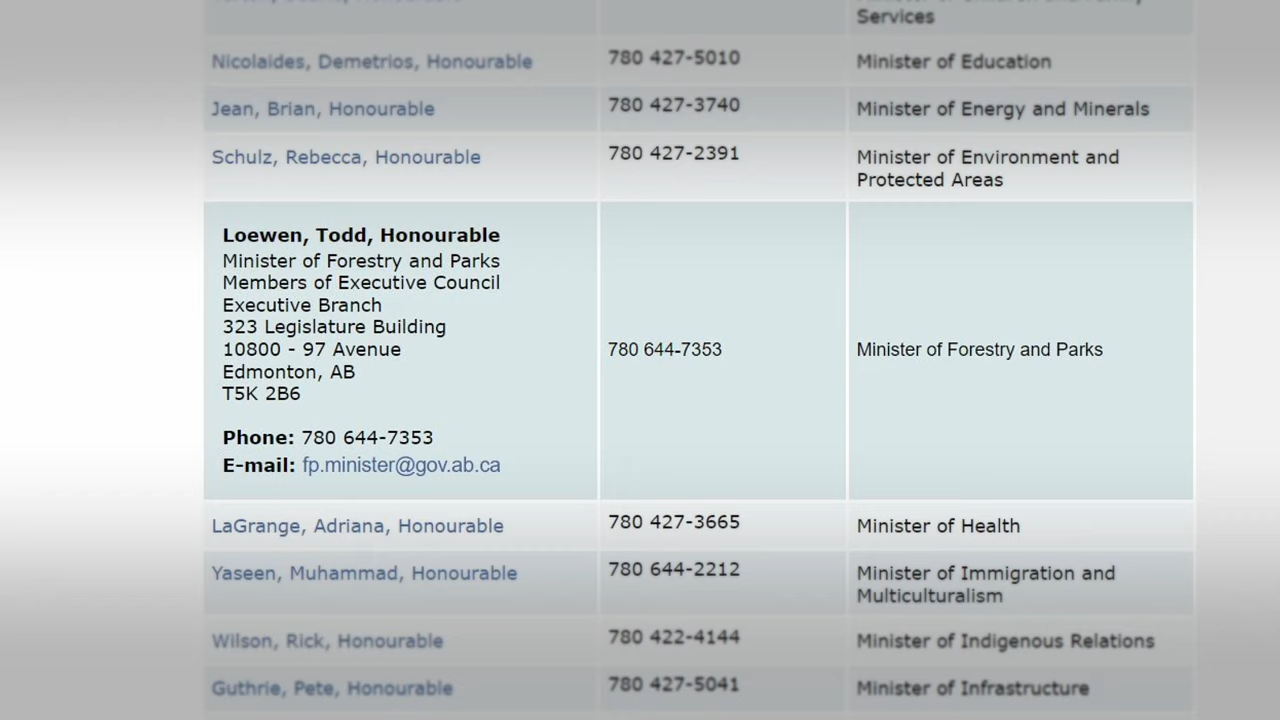 Services
Nicolaides, Demetrios, Honourable 780 427-5010 Minister of Education
Jean, Brian, Honourable 780 427-3740 Minister of Energy and Minerals
Schulz, Rebecca, Honourable 780 427-2391 Minister of Environment and
Protected Areas
Loewen, Todd, Honourable
Minister of Forestry and Parks
Members of Executive Council
Executive Branch
323 Legislature Building
10800 - 97 Avenue
Edmonton, AB
T5K 2B6
Phone: 780 644-7353
E-mail: fp.minister@gov.ab.ca
780 644-7353 Minister of Forestry and Parks
LaGrange, Adriana, Honourable 780 427-3665 Minister of Health
Yaseen, Muhammad, Honourable 780 644-2212 Minister of Immigration and
Multiculturalism
Wilson, Rick, Honourable 780 422-4144 Minister of Indigenous Relations
Guthrie, Pete, Honourable 780 427-5041 Minister of Infrastructure